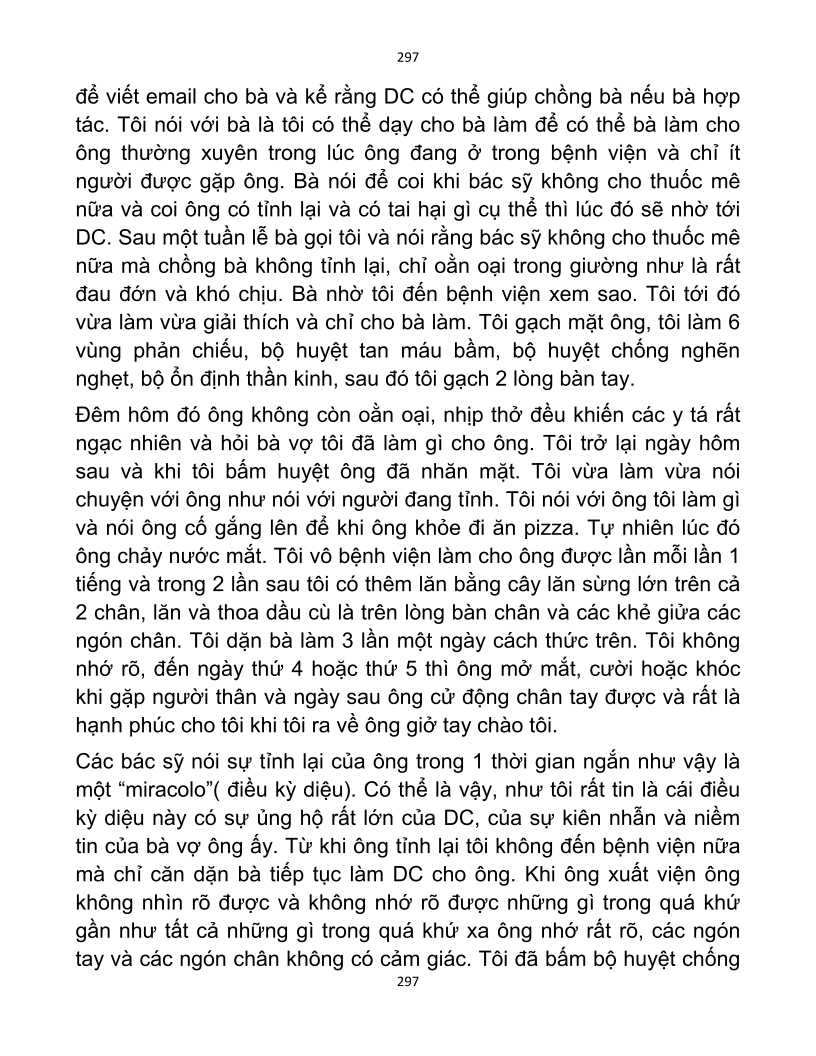 297
để viết email cho bà và kể rằng DC có thể giúp chồng bà nếu bà hợp
tác. Tôi nói với bà là tôi có thể dạy cho bà làm để có thể bà làm cho
ông thường xuyên trong lúc ông đang ở trong bệnh viện và chỉ ít
người được gặp ông. Bà nói để coi khi bác sỹ không cho thuốc mê
nữa và coi ông có tỉnh lại và có tai hại gì cụ thể thì lúc đó sẽ nhờ tới
DC. Sau một tuần lễ bà gọi tôi và nói rằng bác sỹ không cho thuốc mê
nữa mà chồng bà không tỉnh lại, chỉ oằn oại trong giường như là rất
đau đớn và khó chịu. Bà nhờ tôi đến bệnh viện xem sao. Tôi tới đó
vừa làm vừa giải thích và chỉ cho bà làm. Tôi gạch mặt ông, tôi làm 6
vùng phản chiếu, bộ huyệt tan máu bầm, bộ huyệt chống nghẽn
nghẹt, bộ ổn định thần kinh, sau đó tôi gạch 2 lòng bàn tay.
Đêm hôm đó ông không còn oằn oại, nhịp thở đều khiến các y tá rất
ngạc nhiên và hỏi bà vợ tôi đã làm gì cho ông. Tôi trở lại ngày hôm
sau và khi tôi bấm huyệt ông đã nhăn mặt. Tôi vừa làm vừa nói
chuyện với ông như nói với người đang tỉnh. Tôi nói với ông tôi làm gì
và nói ông cố gắng lên để khi ông khỏe đi ăn pizza. Tự nhiên lúc đó
ông chảy nước mắt. Tôi vô bệnh viện làm cho ông được lần mỗi lần 1
tiếng và trong 2 lần sau tôi có thêm lăn bằng cây lăn sừng lớn trên cả
2 chân, lăn và thoa dầu cù là trên lòng bàn chân và các khẻ giửa các
ngón chân. Tôi dặn bà làm 3 lần một ngày cách thức trên. Tôi không
nhớ rõ, đến ngày thứ 4 hoặc thứ 5 thì ông mở mắt, cười hoặc khóc
khi gặp người thân và ngày sau ông cử động chân tay được và rất là
hạnh phúc cho tôi khi tôi ra về ông giở tay chào tôi.
Các bác sỹ nói sự tỉnh lại của ông trong 1 thời gian ngắn như vậy là
một “miracolo”( điều kỳ diệu). Có thể là vậy, như tôi rất tin là cái điều
kỳ diệu này có sự ủng hộ rất lớn của DC, của sự kiên nhẫn và niềm
tin của bà vợ ông ấy. Từ khi ông tỉnh lại tôi không đến bệnh viện nữa
mà chỉ căn dặn bà tiếp tục làm DC cho ông. Khi ông xuất viện ông
không nhìn rõ được và không nhớ rõ được những gì trong quá khứ
gần như tất cả những gì trong quá khứ xa ông nhớ rất rõ, các ngón
tay và các ngón chân không có cảm giác. Tôi đã bấm bộ huyệt chống
297